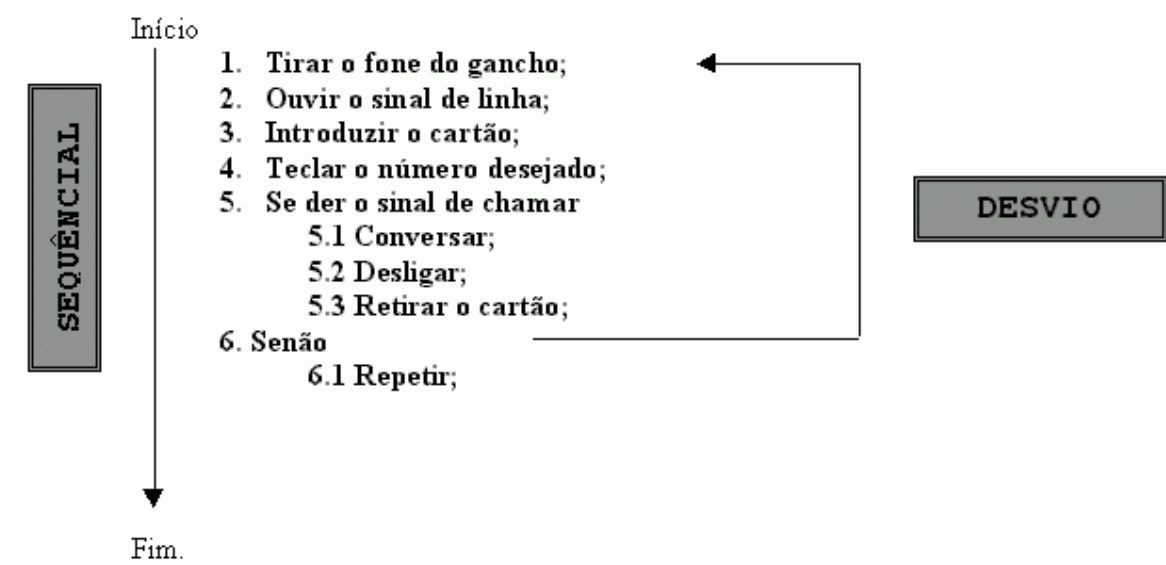 Início
1. Tirar o fone do gancho;
2. Ouvir o sinal de linha;
3. Introduzir o cartão;
4. Teclar o número desejado;
5. Se der o sinal de chamar
5.1 Conversar;
5.2 Desligar;
5.3 Retirar o cartão;
6. Senão
6.1 Repetir;
Fim.
SEQUÊNCIAL
DESVIO